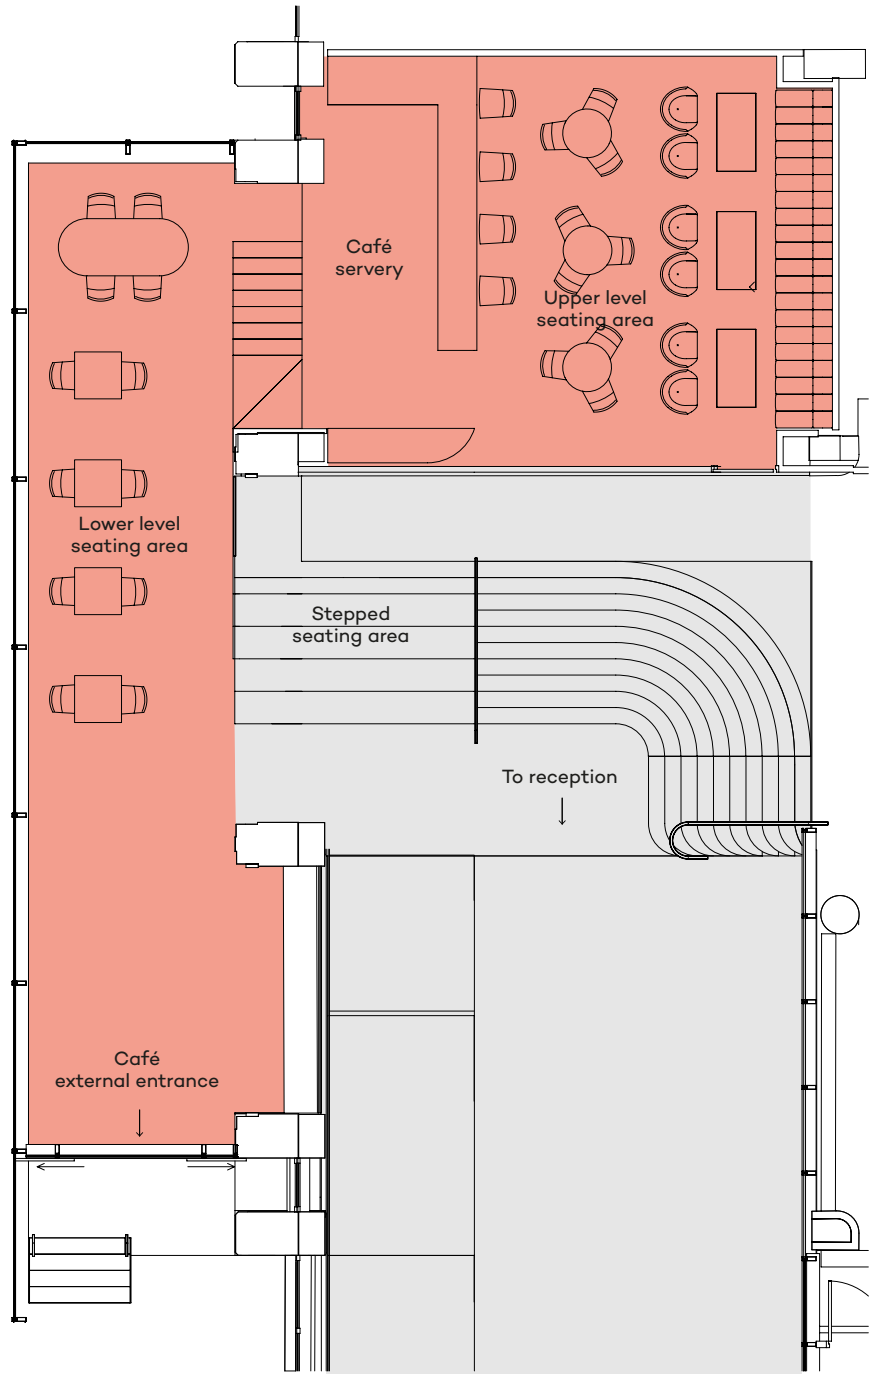 Café
servery
Upper level
seating area
Lower level
seating area
Stepped
seating area
To reception
Café
external entrance